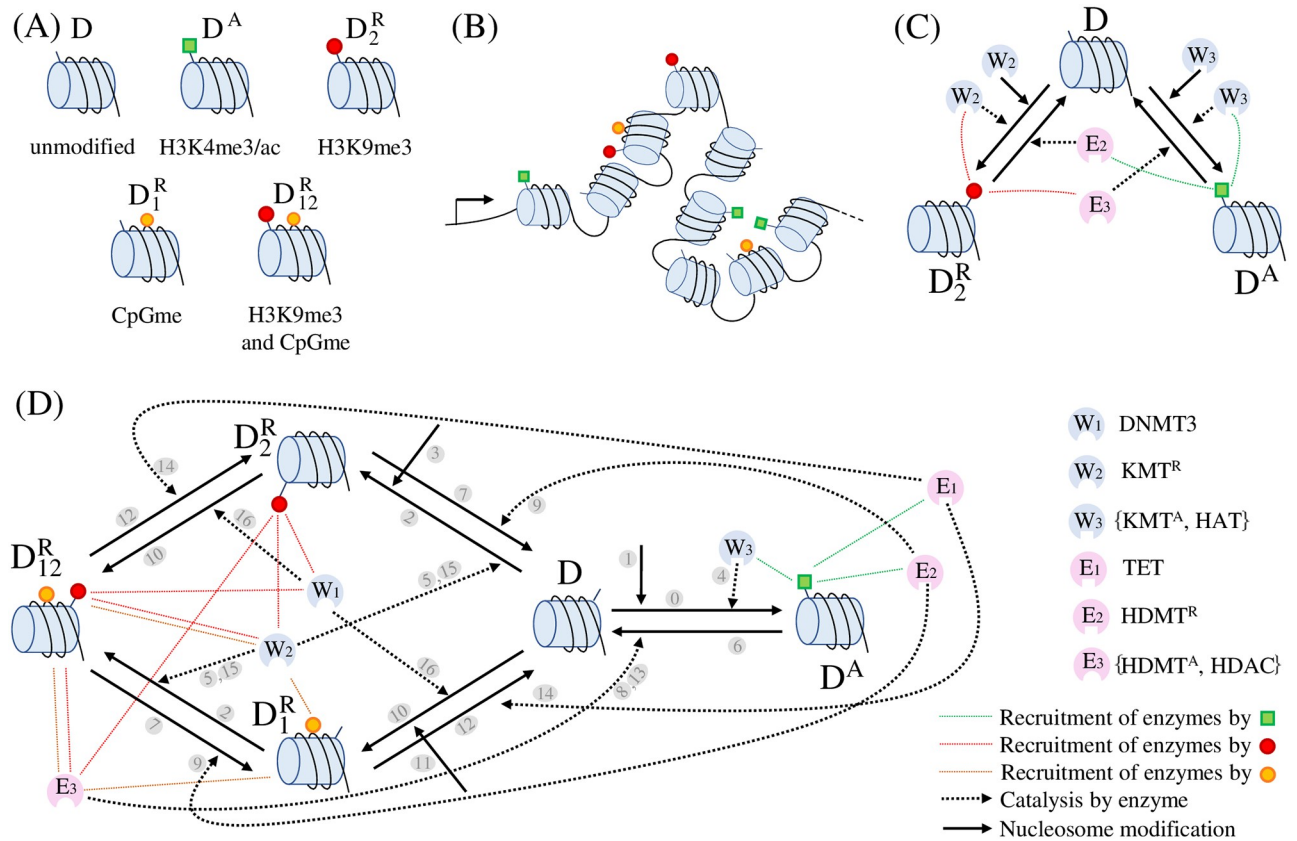 (A)
D
D^A
D_2^R
unmodified
H3K4me3/ac
H3K9me3
D_1^R
D_12^R
CpGme
H3K9me3
and CpGme
(B)
(C)
D
W2
W3
W2
W3
E2
E3
D_2^R
D^A
(D)
D_2^R
14
3
12
7
9
E1
16
2
10
D_12^R
W3
5,15
D
1
4
E2
W1
0
W2
6
5,15
16
8,13
D^A
2
D_1^R
10
14
7
12
9
11
E3
W1 DNMT3
W2 KMT^R
W3 {KMT^A, HAT}
E1 TET
E2 HDMT^R
E3 {HDMT^A, HDAC}
Recruitment of enzymes by
Recruitment of enzymes by
Recruitment of enzymes by
Catalysis by enzyme
Nucleosome modification